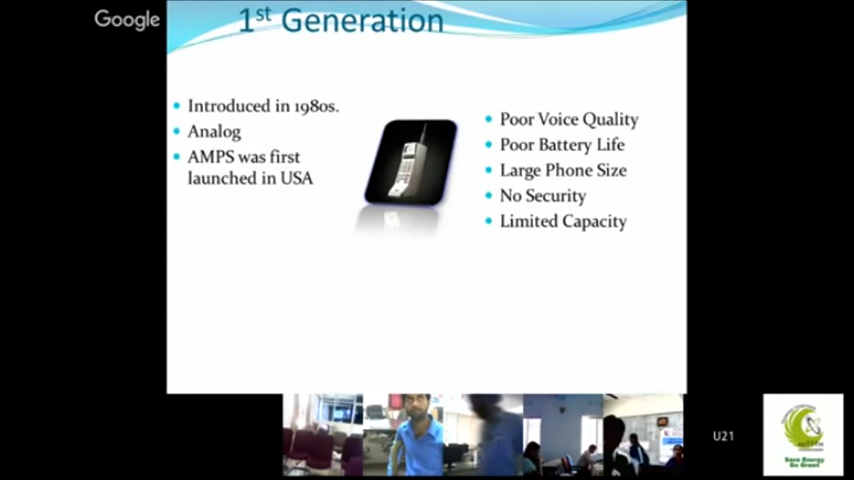 Google
1st Generation
• Introduced in 1980s.
• Analog
• AMPS was first
launched in USA
• Poor Voice Quality
• Poor Battery Life
• Large Phone Size
• No Security
• Limited Capacity
U21
Save Energy
Go Green